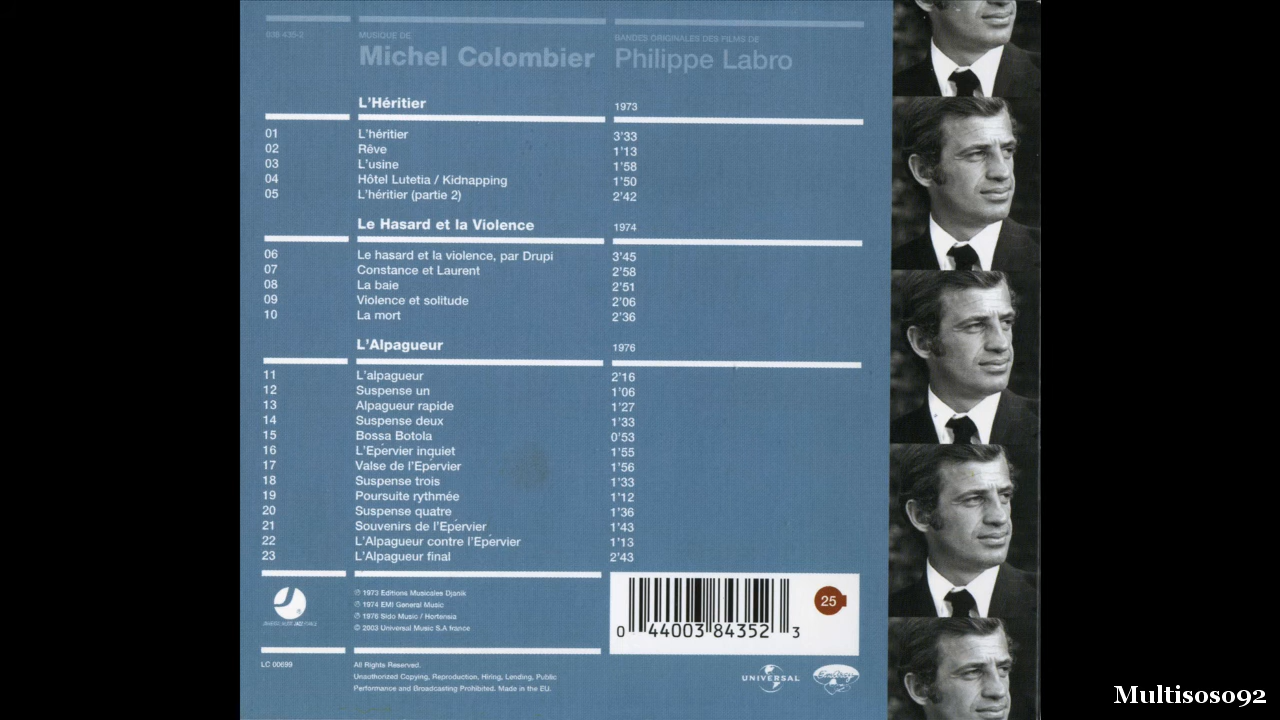 838 435-2 MUSIQUE DE BANDES ORIGINALES DES FILMS DE
Michel Colombier Philippe Labro
L'Héritier 1973
01 L'héritier 3'33
02 Rêve 1'13
03 L'usine 1'58
04 Hôtel Lutetia / Kidnapping 1'50
05 L'héritier (partie 2) 2'42
Le Hasard et la Violence 1974
06 Le hasard et la violence, par Drupi 3'45
07 Constance et Laurent 2'58
08 La baie 2'51
09 Violence et solitude 2'06
10 La mort 2'36
L'Alpagueur 1976
11 L'alpagueur 2'16
12 Suspense un 1'06
13 Alpagueur rapide 1'27
14 Suspense deux 1'33
15 Bossa Botola 0'53
16 L'Epérvier inquiet 1'55
17 Valse de l'Epérvier 1'56
18 Suspense trois 1'33
19 Poursuite rythmée 1'12
20 Suspense quatre 1'36
21 Souvenirs de l'Epérvier 1'43
22 L'Alpagueur contre l'Epérvier 1'13
23 L'Alpagueur final 2'43
℗ 1973 Editions Musicales Djanik
℗ 1974 EMI General Music
℗ 1976 Sido Music / Hortensia
© 2003 Universal Music S.A france
25
0 44003 84352 3
LC 00699
All Rights Reserved.
Unauthorized Copying, Reproduction, Hiring, Lending, Public
Performance and Broadcasting Prohibited. Made in the EU.
UNIVERSAL
Multisoso92